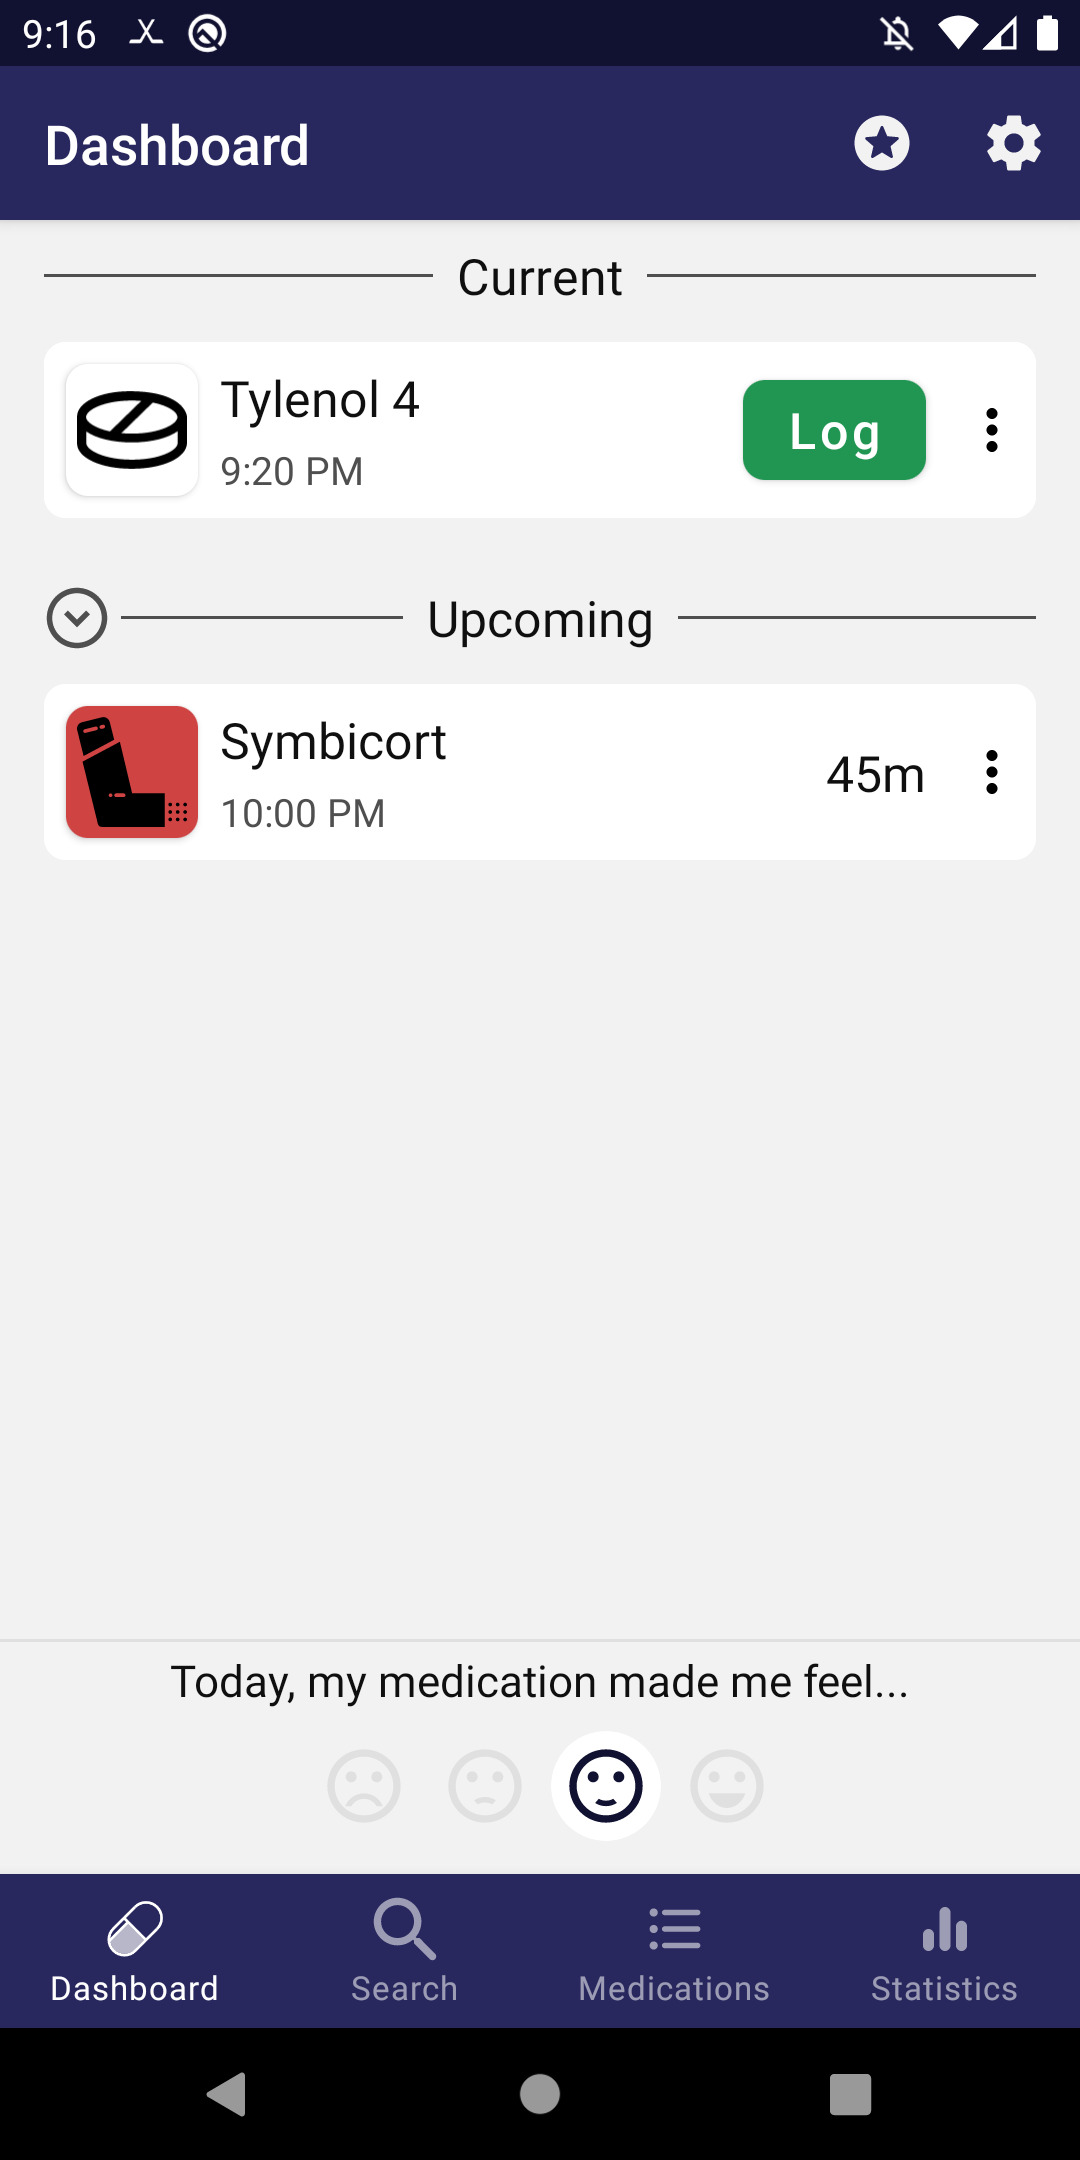 9:16
Dashboard
Current
Tylenol 4
9:20 PM
Log
Upcoming
Symbicort
10:00 PM
45m
Today, my medication made me feel...
Dashboard
Search
Medications
Statistics